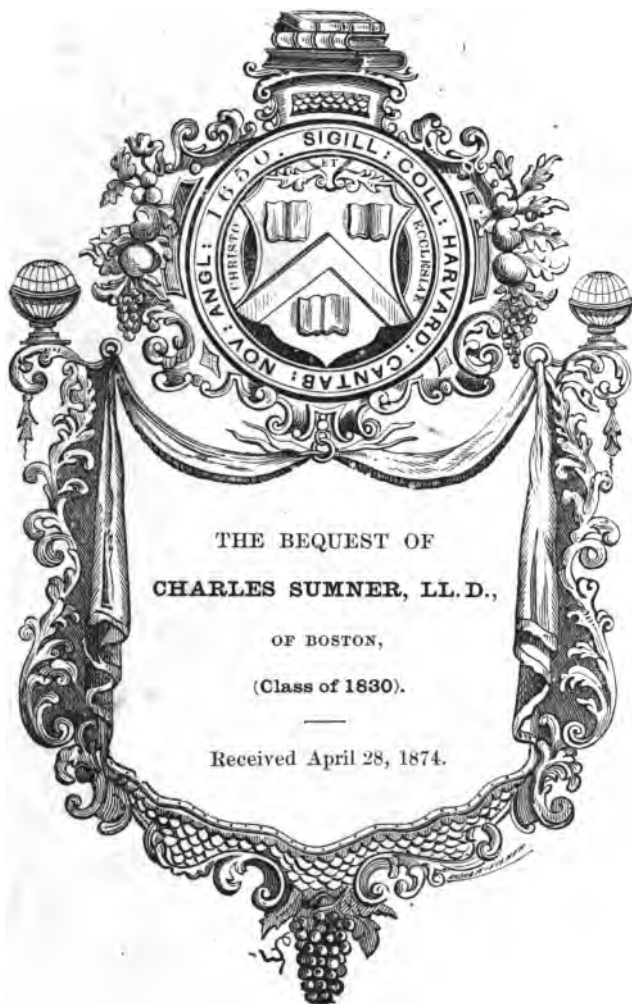 SIGILL: COLL: HARVARD: CANTAB: NOV: ANGL: 1650.
CHRISTO
ET
ECCLESIAE
THE BEQUEST OF
CHARLES SUMNER, LL.D.,
OF BOSTON,
(Class of 1830).
Received April 28, 1874.